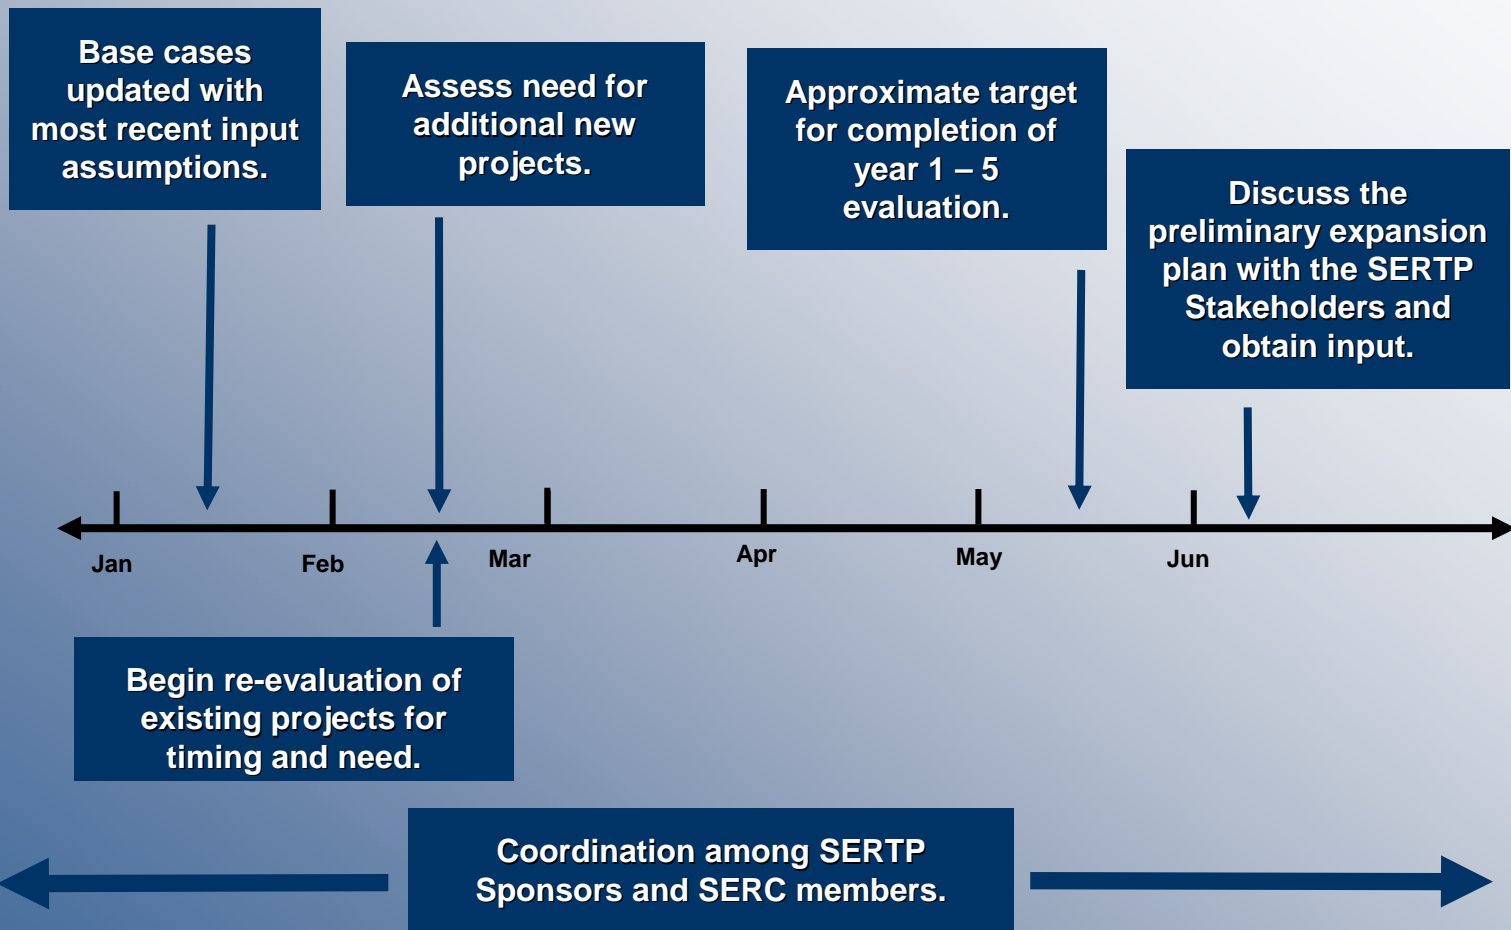 Base cases
updated with
most recent input
assumptions.
Assess need for
additional new
projects.
Approximate target
for completion of
year 1 – 5
evaluation.
Discuss the
preliminary expansion
plan with the SERTP
Stakeholders and
obtain input.
Jan
Feb
Mar
Apr
May
Jun
Begin re-evaluation of
existing projects for
timing and need.
Coordination among SERTP
Sponsors and SERC members.